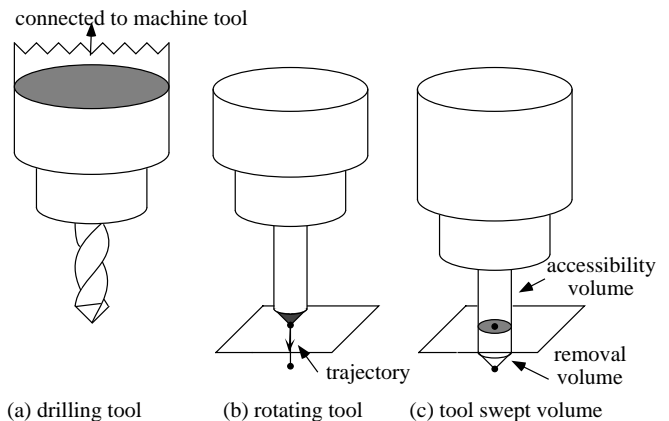 connected to machine tool
accessibility
volume
removal
volume
trajectory
(a) drilling tool
(b) rotating tool
(c) tool swept volume